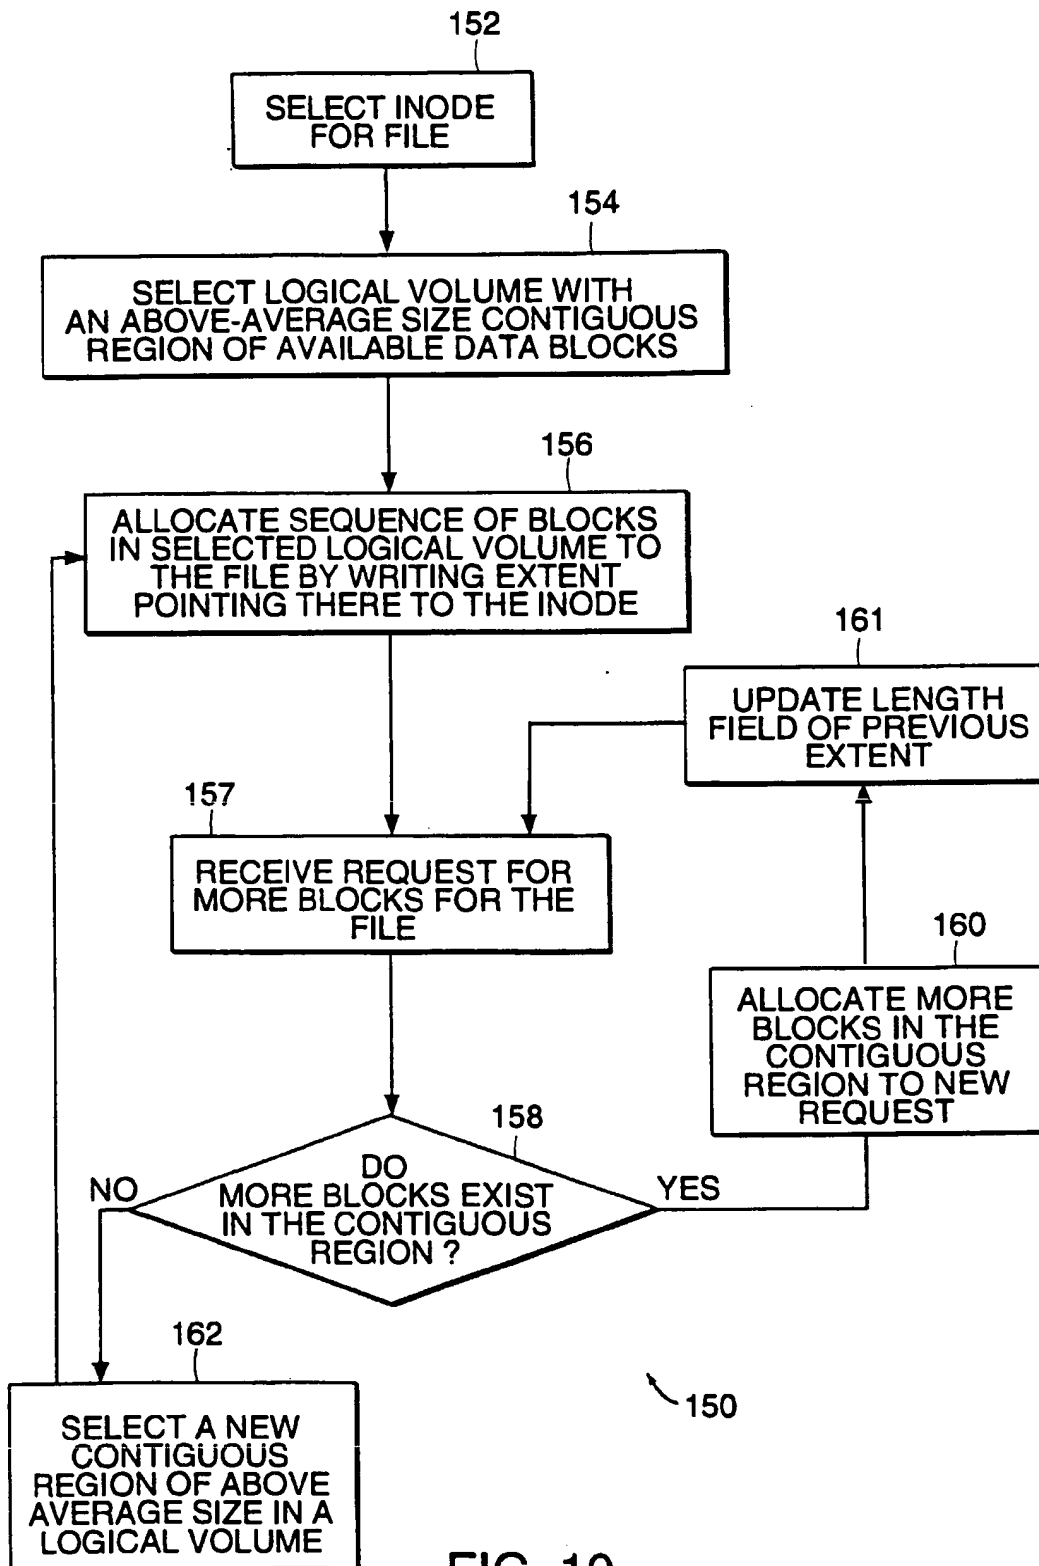 152
SELECT INODE
FOR FILE
154
SELECT LOGICAL VOLUME WITH
AN ABOVE-AVERAGE SIZE CONTIGUOUS
REGION OF AVAILABLE DATA BLOCKS
156
ALLOCATE SEQUENCE OF BLOCKS
IN SELECTED LOGICAL VOLUME TO
THE FILE BY WRITING EXTENT
POINTING THERE TO THE INODE
161
UPDATE LENGTH
FIELD OF PREVIOUS
EXTENT
157
RECEIVE REQUEST FOR
MORE BLOCKS FOR THE
FILE
160
ALLOCATE MORE
BLOCKS IN THE
CONTIGUOUS
REGION TO NEW
REQUEST
158
DO
MORE BLOCKS EXIST
IN THE CONTIGUOUS
REGION ?
NO
YES
162
SELECT A NEW
CONTIGUOUS
REGION OF ABOVE
AVERAGE SIZE IN A
LOGICAL VOLUME
150
FIG. 10